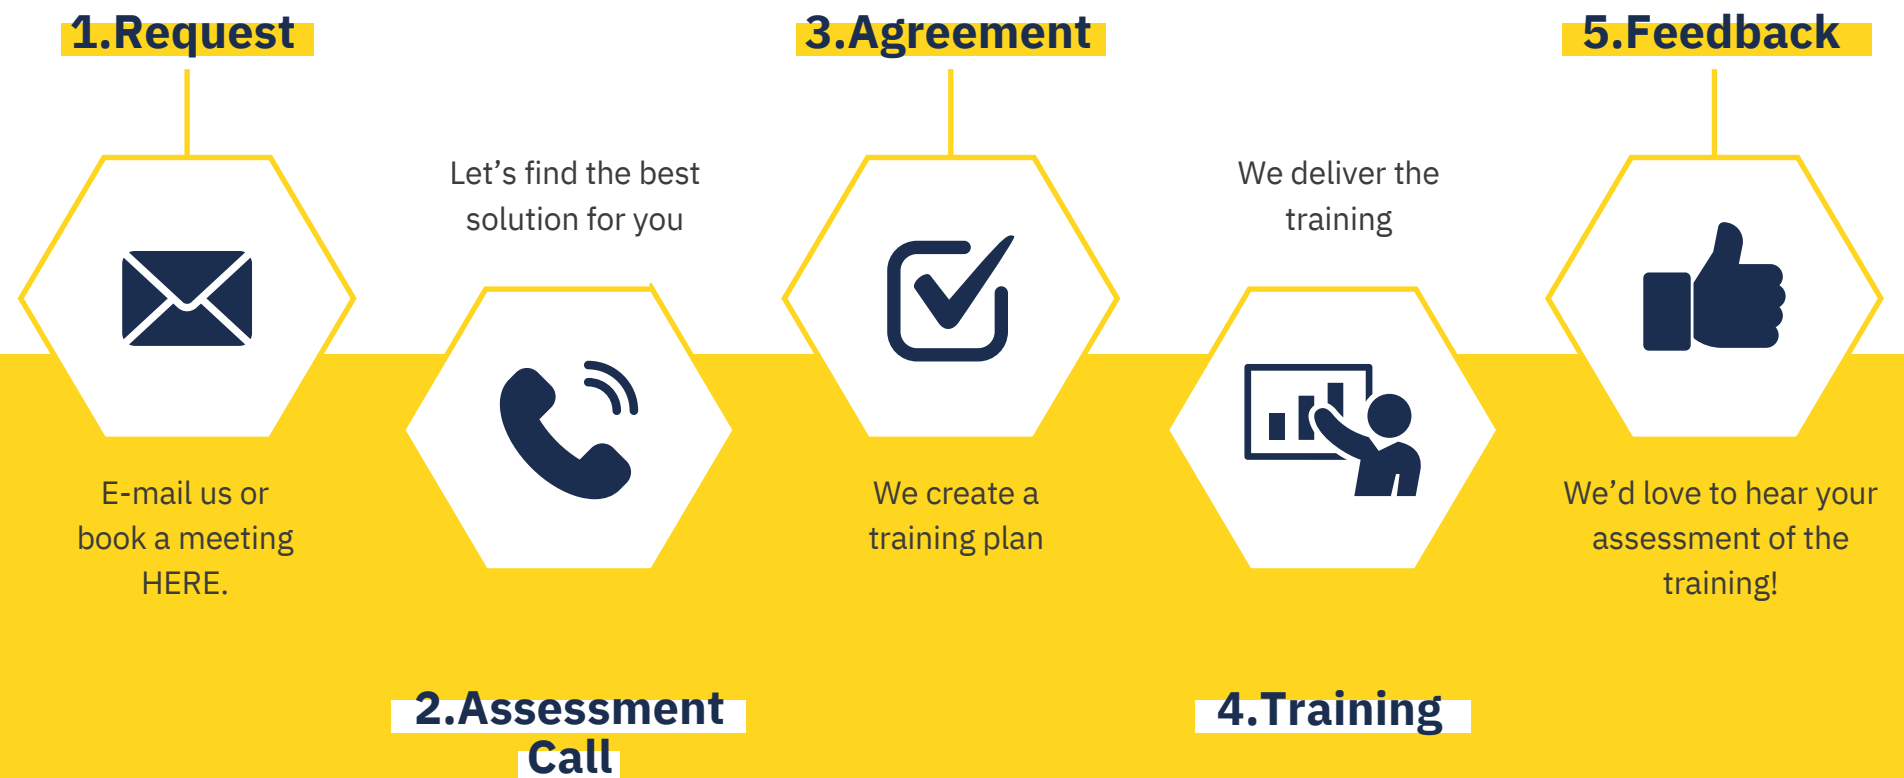 1.Request
E-mail us or
book a meeting
HERE.
Let’s find the best
solution for you
2.Assessment
Call
3.Agreement
We create a
training plan
We deliver the
training
4.Training
5.Feedback
We’d love to hear your
assessment of the
training!